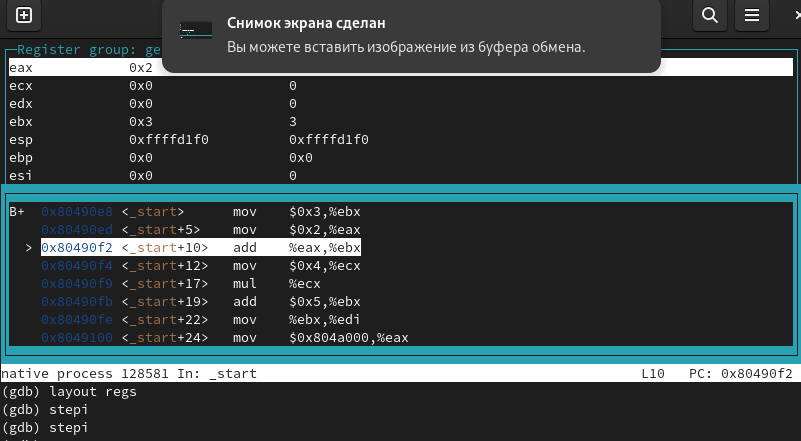 Снимок экрана сделан
Вы можете вставить изображение из буфера обмена.
Register group: ge
eax 0x2
ecx 0x0 0
edx 0x0 0
ebx 0x3 3
esp 0xffffd1f0 0xffffd1f0
ebp 0x0 0x0
esi 0x0 0
B+ 0x80490e8 <_start> mov $0x3,%ebx
0x80490ed <_start+5> mov $0x2,%eax
> 0x80490f2 <_start+10> add %eax,%ebx
0x80490f4 <_start+12> mov $0x4,%ecx
0x80490f9 <_start+17> mul %ecx
0x80490fb <_start+19> add $0x5,%ebx
0x80490fe <_start+22> mov %ebx,%edi
0x8049100 <_start+24> mov $0x804a000,%eax
native process 128581 In: _start L10 PC: 0x80490f2
(gdb) layout regs
(gdb) stepi
(gdb) stepi